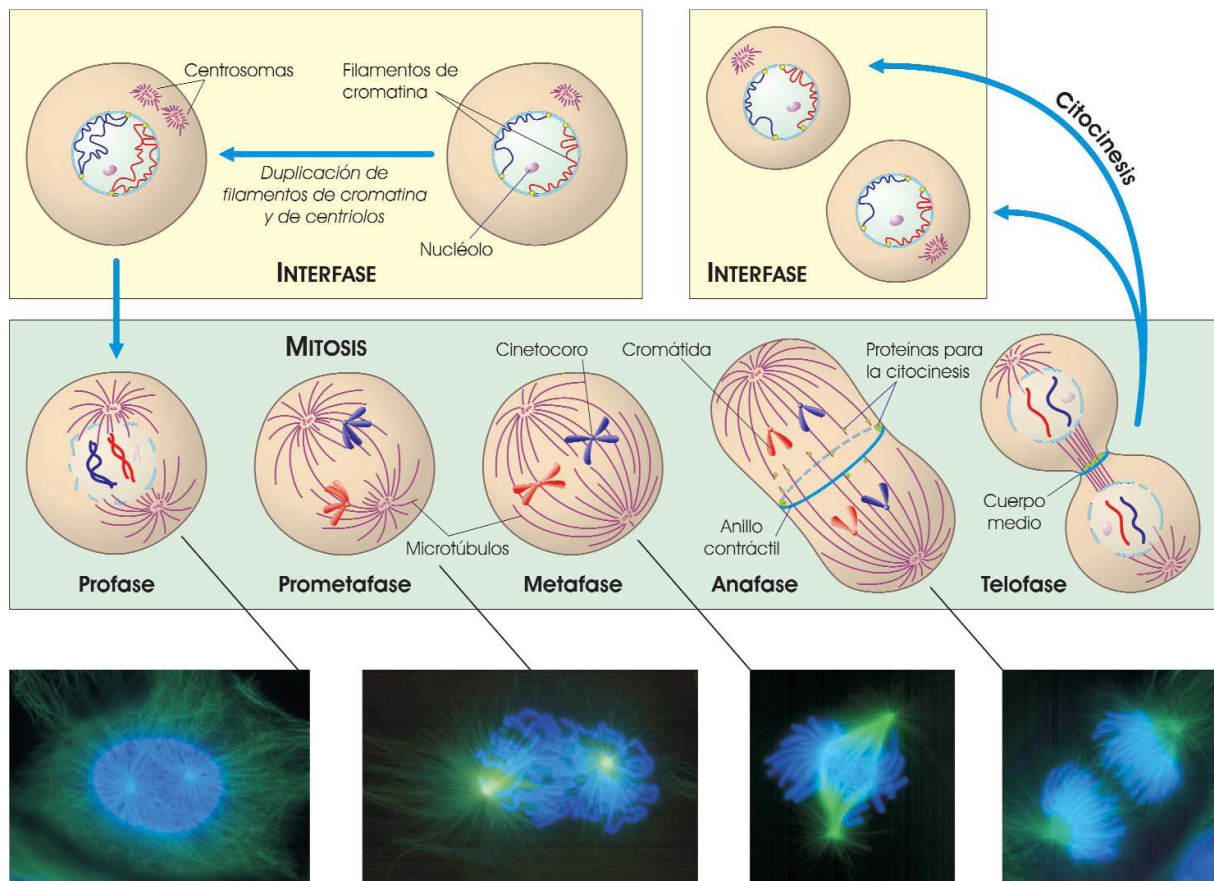 Centrosomas
Filamentos de
cromatina
Duplicación de
filamentos de cromatina
y de centriolos
Nucléolo
INTERFASE
INTERFASE
Citocinesis
MITOSIS
Cinetocoro
Cromátida
Proteínas para
la citocinesis
Microtúbulos
Anillo
contráctil
Cuerpo
medio
Profase
Prometafase
Metafase
Anafase
Telofase